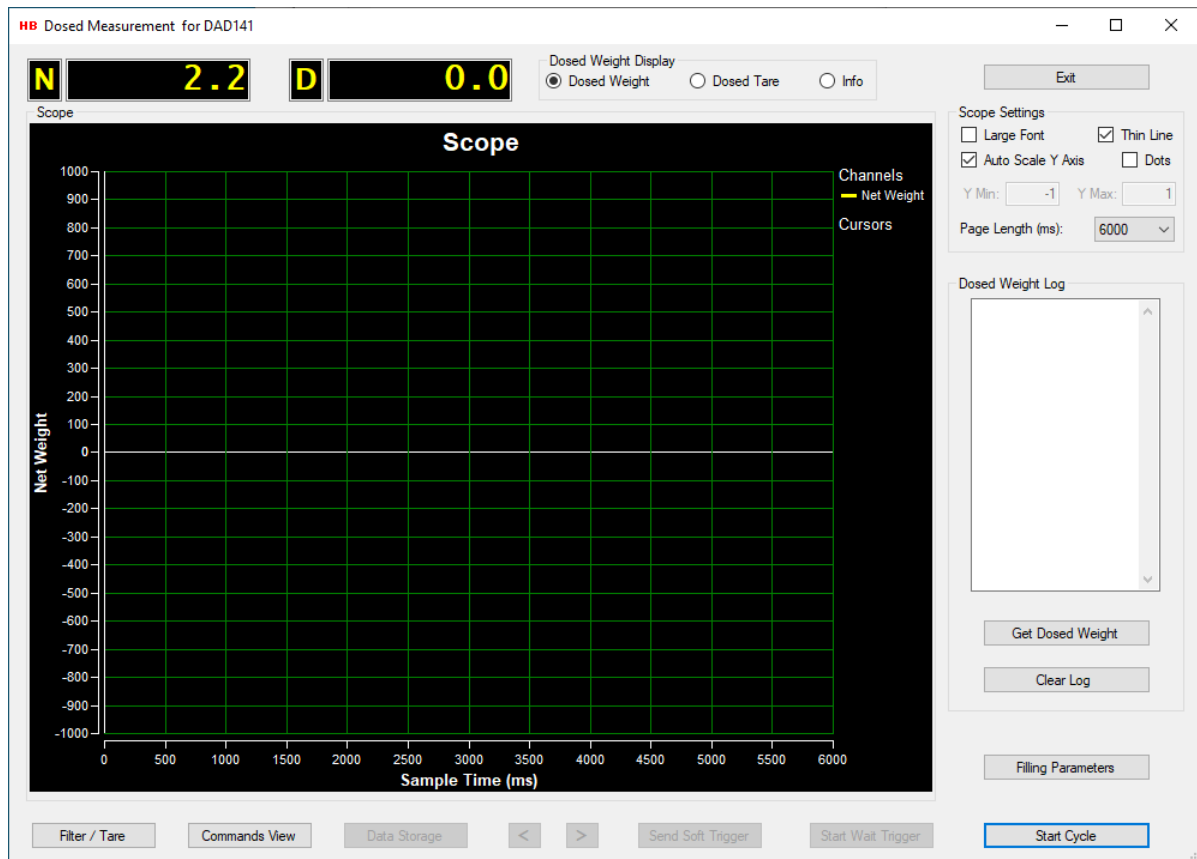 HB Dosed Measurement for DAD141
N 2.2 D 0.0
Dosed Weight Display
Dosed Weight Dosed Tare Info
Exit
Scope
Scope
1000
900
800
700
600
500
400
300
200
100
0
-100
-200
-300
-400
-500
-600
-700
-800
-900
-1000
Net Weight
0 500 1000 1500 2000 2500 3000 3500 4000 4500 5000 5500 6000
Sample Time (ms)
Channels
Net Weight
Cursors
Scope Settings
Large Font Thin Line
Auto Scale Y Axis Dots
Y Min: -1 Y Max: 1
Page Length (ms): 6000
Dosed Weight Log
Get Dosed Weight
Clear Log
Filling Parameters
Filter / Tare Commands View Data Storage < > Send Soft Trigger Start Wait Trigger Start Cycle